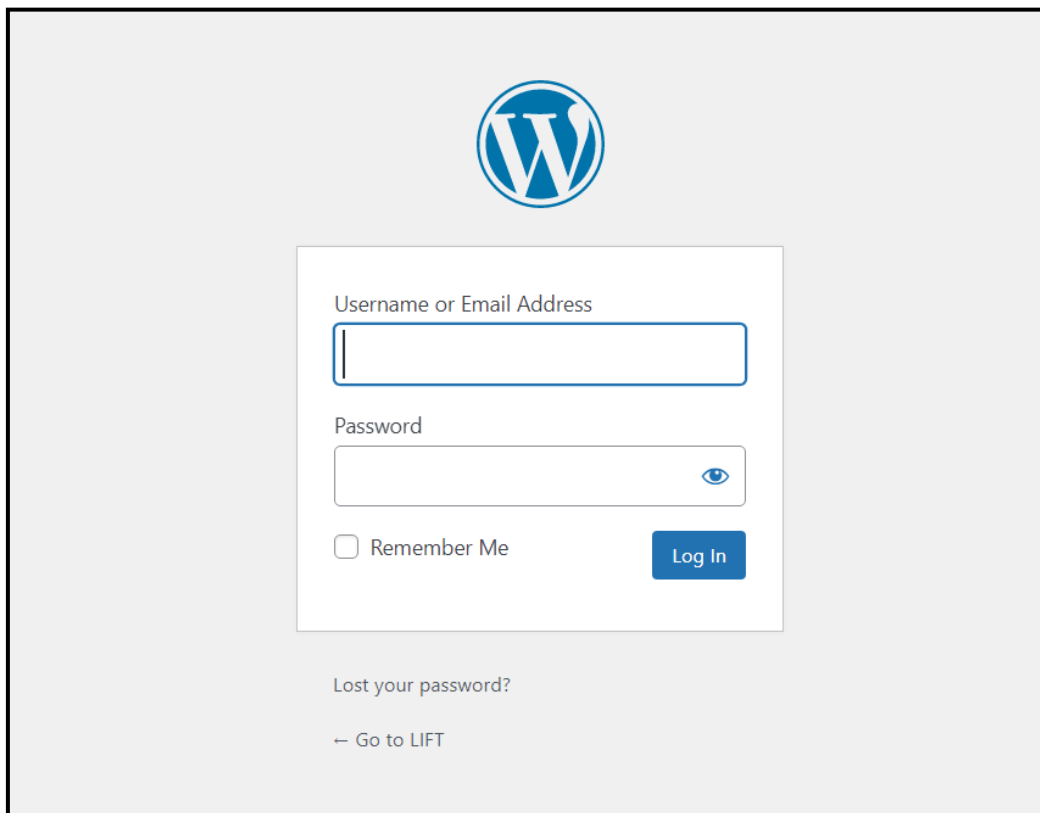 Username or Email Address
Password
Remember Me
Log In
Lost your password?
← Go to LIFT